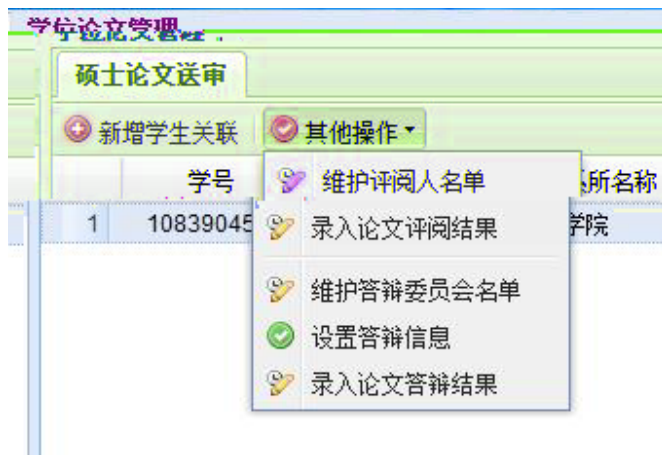 学位论文管理
硕士论文送审
新增学生关联 其他操作
学号 维护评阅人名单 所名称
1 10839045 录入论文评阅结果 学院
维护答辩委员会名单
设置答辩信息
录入论文答辩结果